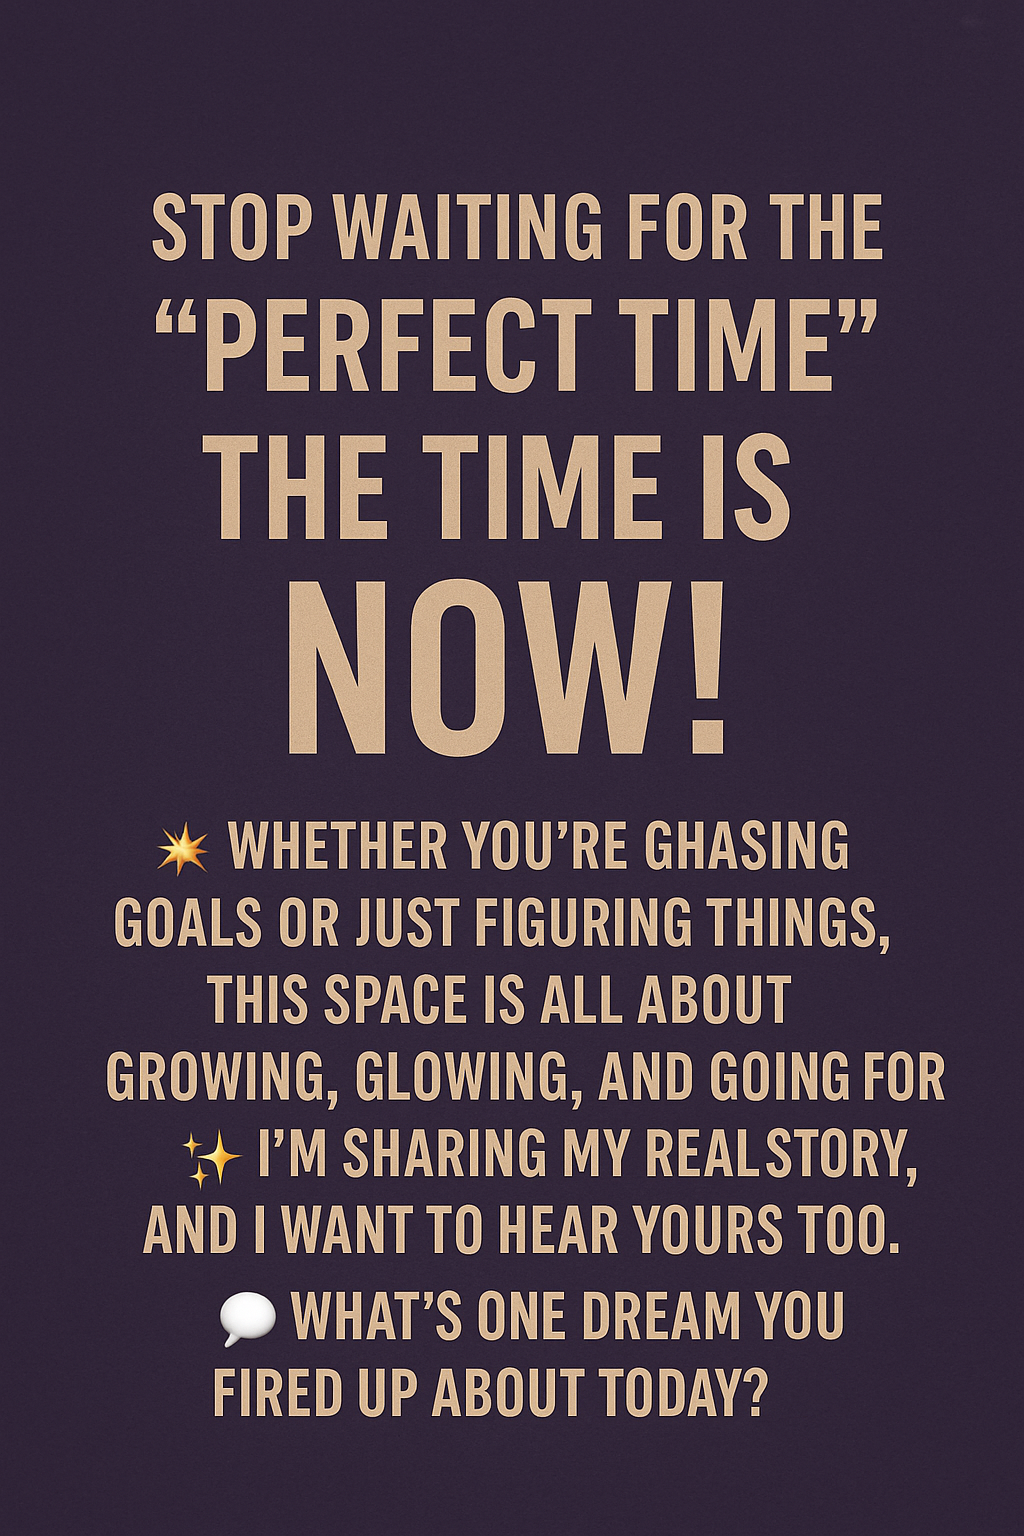 STOP WAITING FOR THE
“PERFECT TIME”
THE TIME IS
NOW!
💥 WHETHER YOU’RE GHASING
GOALS OR JUST FIGURING THINGS,
THIS SPACE IS ALL ABOUT
GROWING, GLOWING, AND GOING FOR
✨ I’M SHARING MY REAL STORY,
AND I WANT TO HEAR YOURS TOO.
💬 WHAT’S ONE DREAM YOU
FIRED UP ABOUT TODAY?